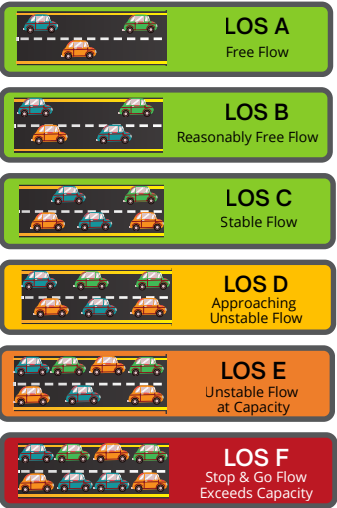 LOS A
Free Flow
LOS B
Reasonably Free Flow
LOS C
Stable Flow
LOS D
Approaching
Unstable Flow
LOS E
Unstable Flow
at Capacity
LOS F
Stop & Go Flow
Exceeds Capacity